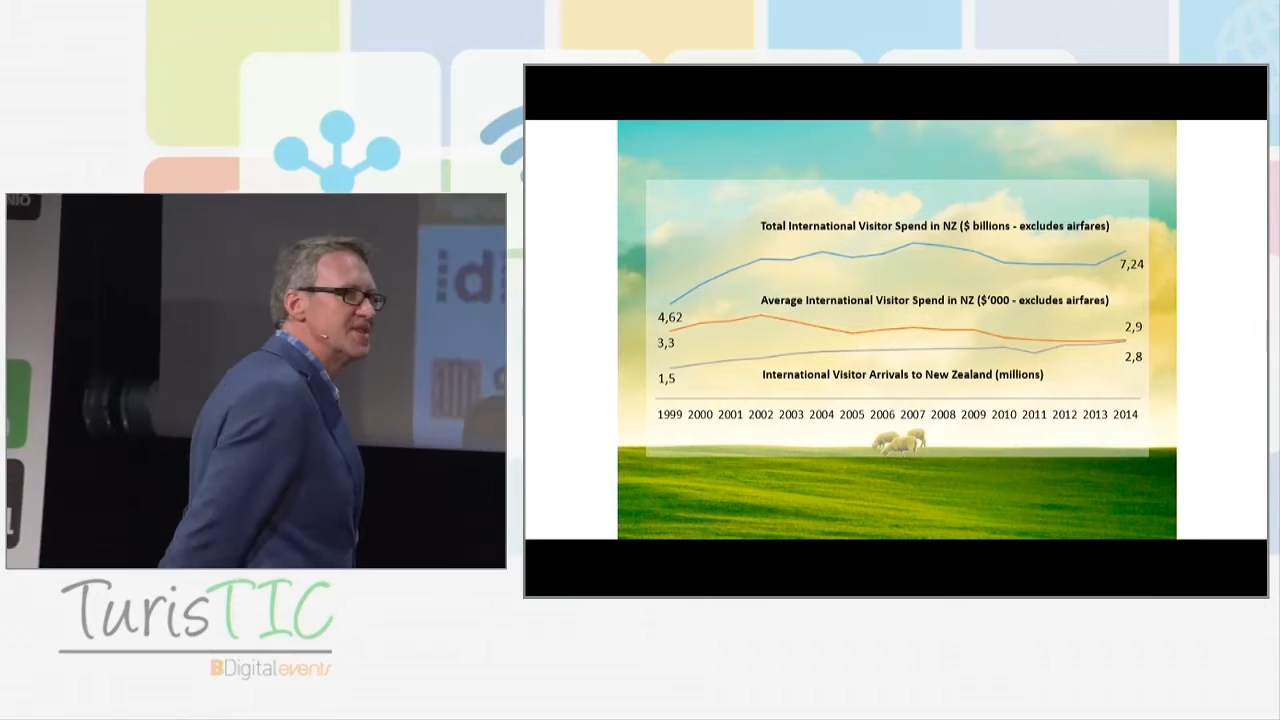 NIO
d
L
TurisTIC
BDigitalevents
Total International Visitor Spend in NZ ($ billions - excludes airfares)
7,24
4,62
Average International Visitor Spend in NZ ($'000 - excludes airfares)
2,9
3,3
2,8
1,5
International Visitor Arrivals to New Zealand (millions)
1999 2000 2001 2002 2003 2004 2005 2006 2007 2008 2009 2010 2011 2012 2013 2014